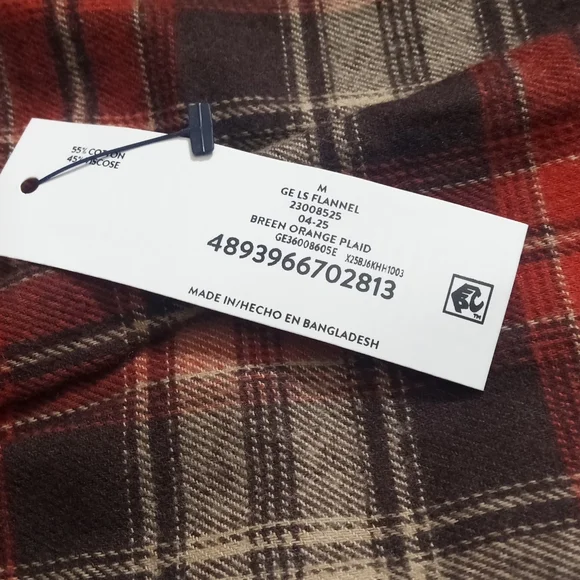 55% COTTON
45% VISCOSE
M
GE LS FLANNEL
23008525
04-25
BREEN ORANGE PLAID
GE36008605E X25BJ6KHH1003
4893966702813
MADE IN/HECHO EN BANGLADESH
TM